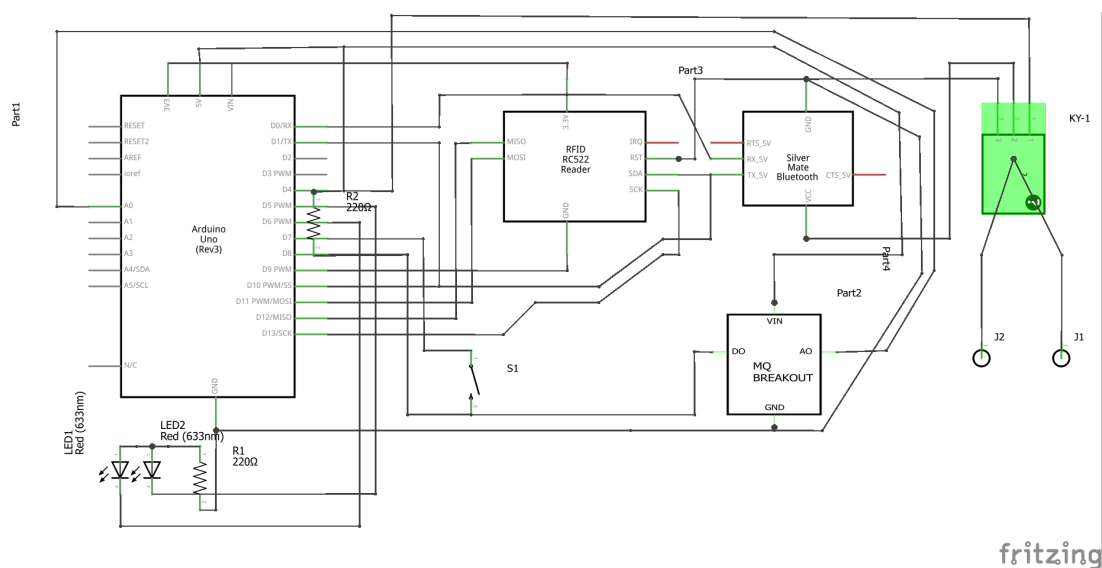 Part1
3V3
5V
VIN
RESET
RESET2
AREF
ioref
A0
A1
A2
A3
A4/SDA
A5/SCL
N/C
Arduino
Uno
(Rev3)
D0/RX
D1/TX
D2
D3 PWM
D4
D5 PWM
D6 PWM
D7
D8
D9 PWM
D10 PWM/SS
D11 PWM/MOSI
D12/MISO
D13/SCK
GND
R2
220Ω
LED1
Red (633nm)
LED2
Red (633nm)
R1
220Ω
S1
3.3V
MISO
MOSI
RFID
RC522
Reader
IRQ
RST
SDA
SCK
GND
Part3
GND
RTS_5V
RX_5V
TX_5V
Silver
Mate
Bluetooth
CTS_5V
VCC
Part4
Part2
VIN
DO
AO
MQ
BREAKOUT
GND
KY-1
J2
J1
fritzing